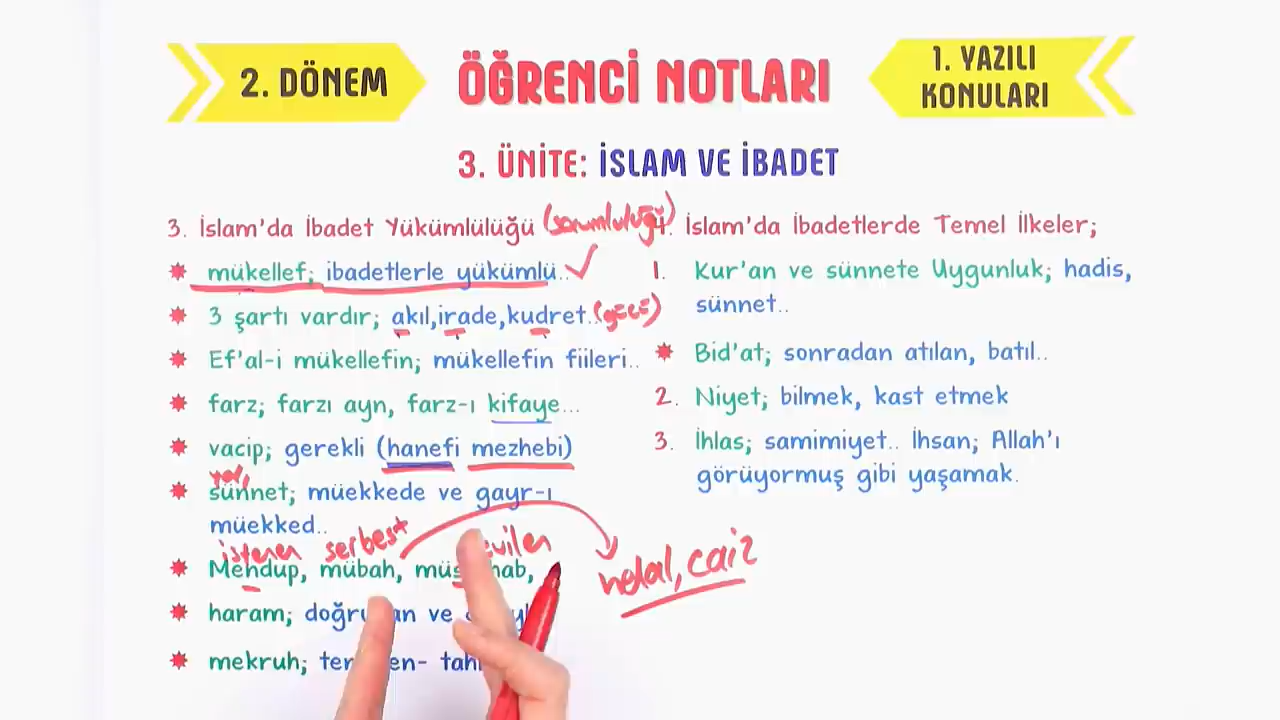 2. DÖNEM
ÖĞRENCİ NOTLARI
1. YAZILI
KONULARI
3. ÜNİTE: İSLAM VE İBADET
3. İslam'da İbadet Yükümlülüğü (sorumluluğu)
mükellef; ibadetlerle yükümlü..
3 şartı vardır; akıl,irade,kudret..(gücü)
Ef'al-i mükellefin; mükellefin fiileri..
farz; farzı ayn, farz-ı kifaye...
vacip; gerekli (hanefi mezhebi)
sünnet; müekkede ve gayr-ı
müekked..
istenen serbest
Mendup, mübah,
helal, caiz
haram; ve
mekruh;
4. İslam'da İbadetlerde Temel İlkeler;
1. Kur'an ve sünnete Uygunluk; hadis,
sünnet..
Bid'at; sonradan atılan, batıl..
2. Niyet; bilmek, kast etmek
3. İhlas; samimiyet.. İhsan; Allah'ı
görüyormuş gibi yaşamak.